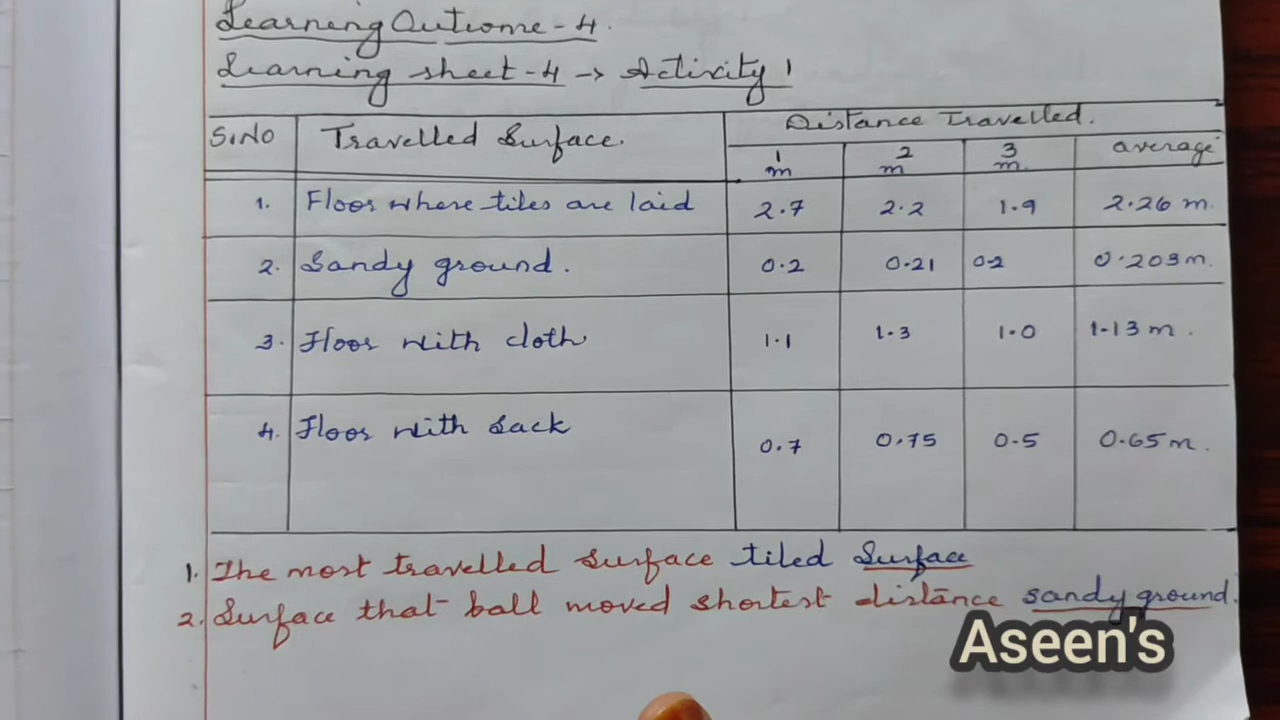 Learning Outcome - 4.
Learning sheet - 4 -> Activity 1
S.No Travelled Surface. Distance Travelled.
1 m 2 m 3 m. average
1. Floor where tiles are laid 2.7 2.2 1.9 2.26 m.
2. Sandy ground. 0.2 0.21 0.2 0.203 m.
3. Floor with cloth 1.1 1.3 1.0 1.13 m.
4. Floor with Sack 0.7 0.75 0.5 0.65 m.
1. The most travelled surface tiled Surface
2. Surface that ball moved shortest distance sandy ground.
Aseen's